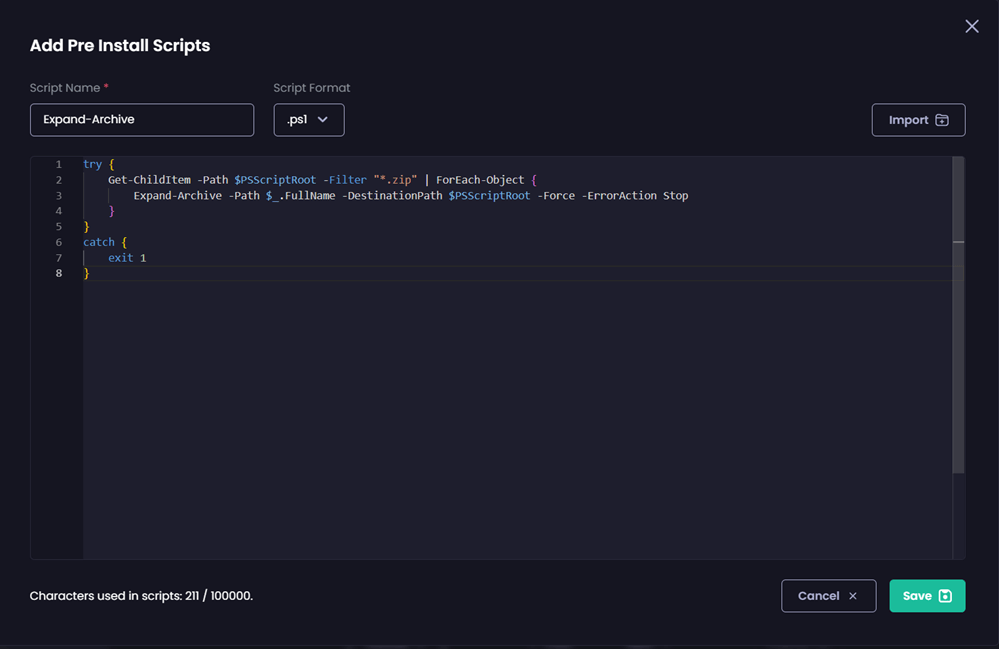 Add Pre Install Scripts
Script Name *
Script Format
Expand-Archive
.ps1
Import
1 try {
2     Get-ChildItem -Path $PSScriptRoot -Filter "*.zip" | ForEach-Object {
3         Expand-Archive -Path $_.FullName -DestinationPath $PSScriptRoot -Force -ErrorAction Stop
4     }
5 }
6 catch {
7     exit 1
8 }
Characters used in scripts: 211 / 100000.
Cancel
Save